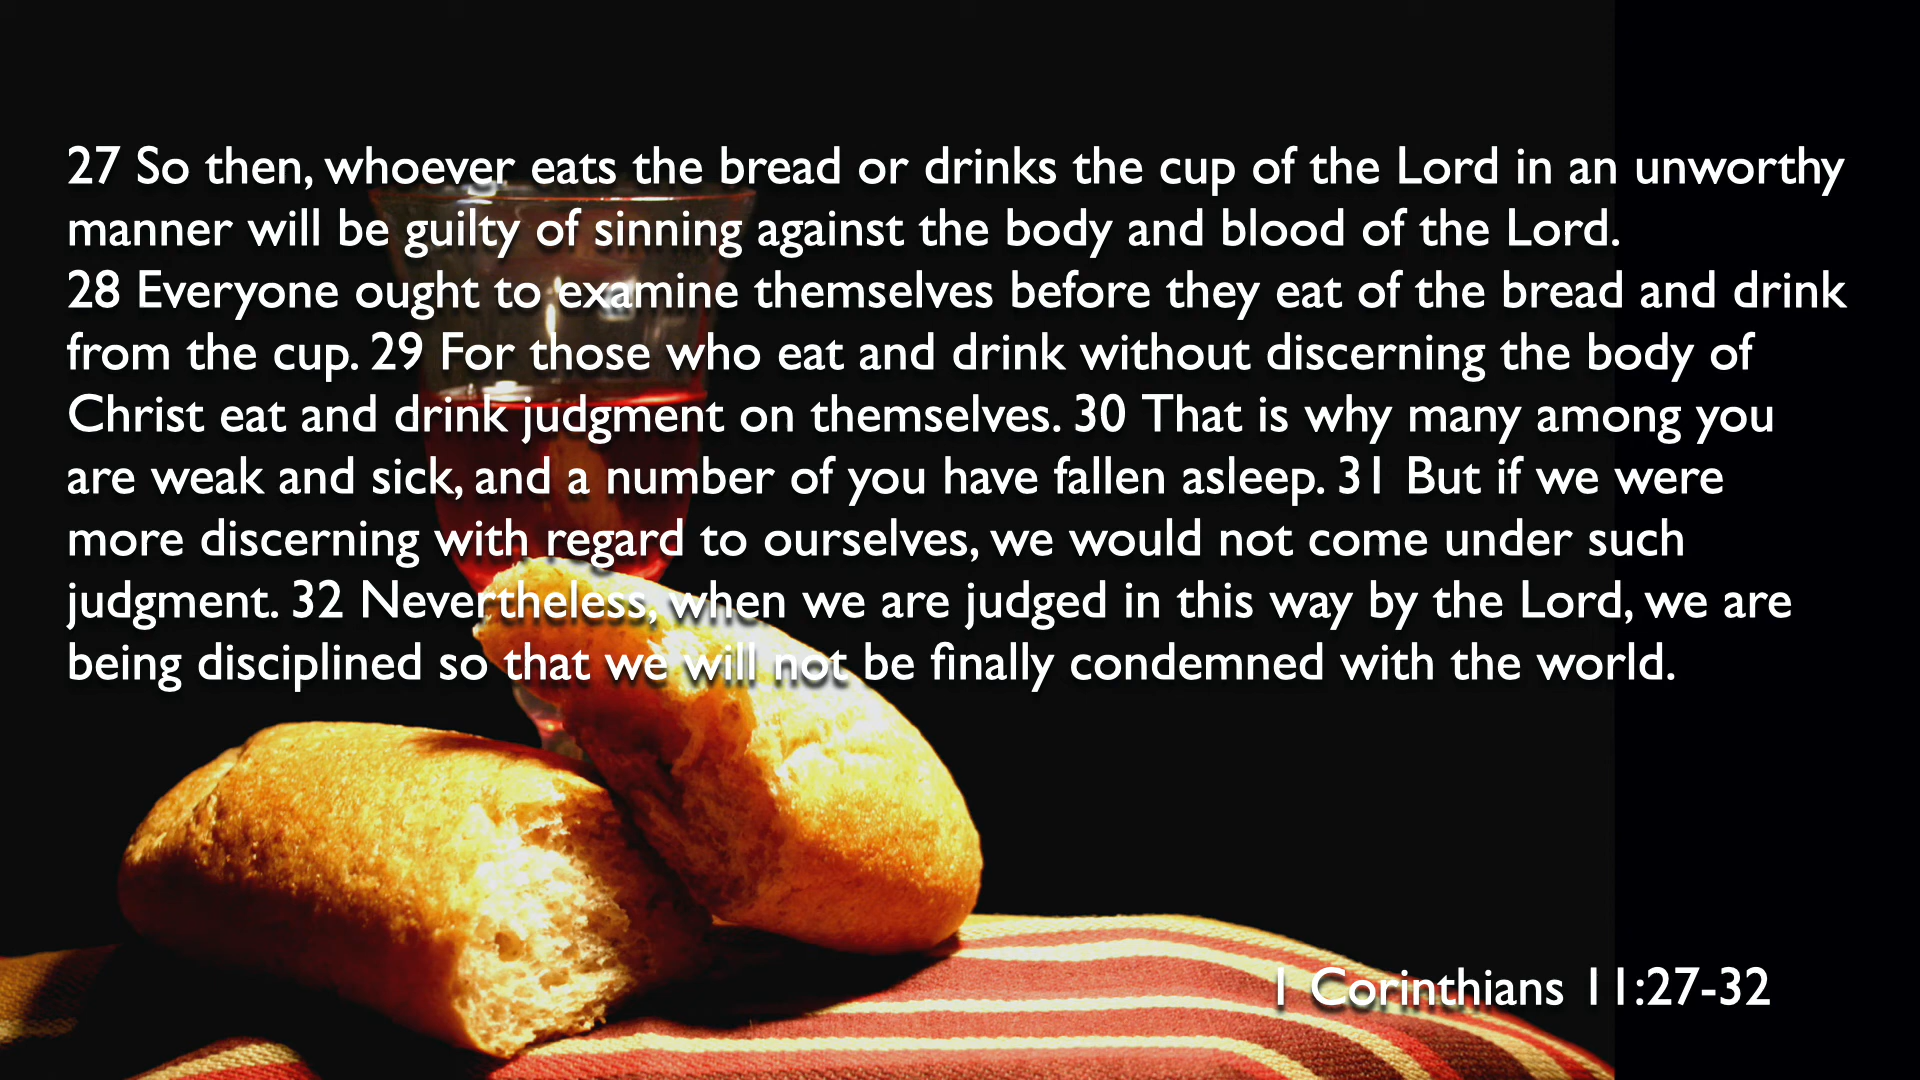 27 So then, whoever eats the bread or drinks the cup of the Lord in an unworthy
manner will be guilty of sinning against the body and blood of the Lord.
28 Everyone ought to examine themselves before they eat of the bread and drink
from the cup. 29 For those who eat and drink without discerning the body of
Christ eat and drink judgment on themselves. 30 That is why many among you
are weak and sick, and a number of you have fallen asleep. 31 But if we were
more discerning with regard to ourselves, we would not come under such
judgment. 32 Nevertheless, when we are judged in this way by the Lord, we are
being disciplined so that we will not be finally condemned with the world.
1 Corinthians 11:27-32